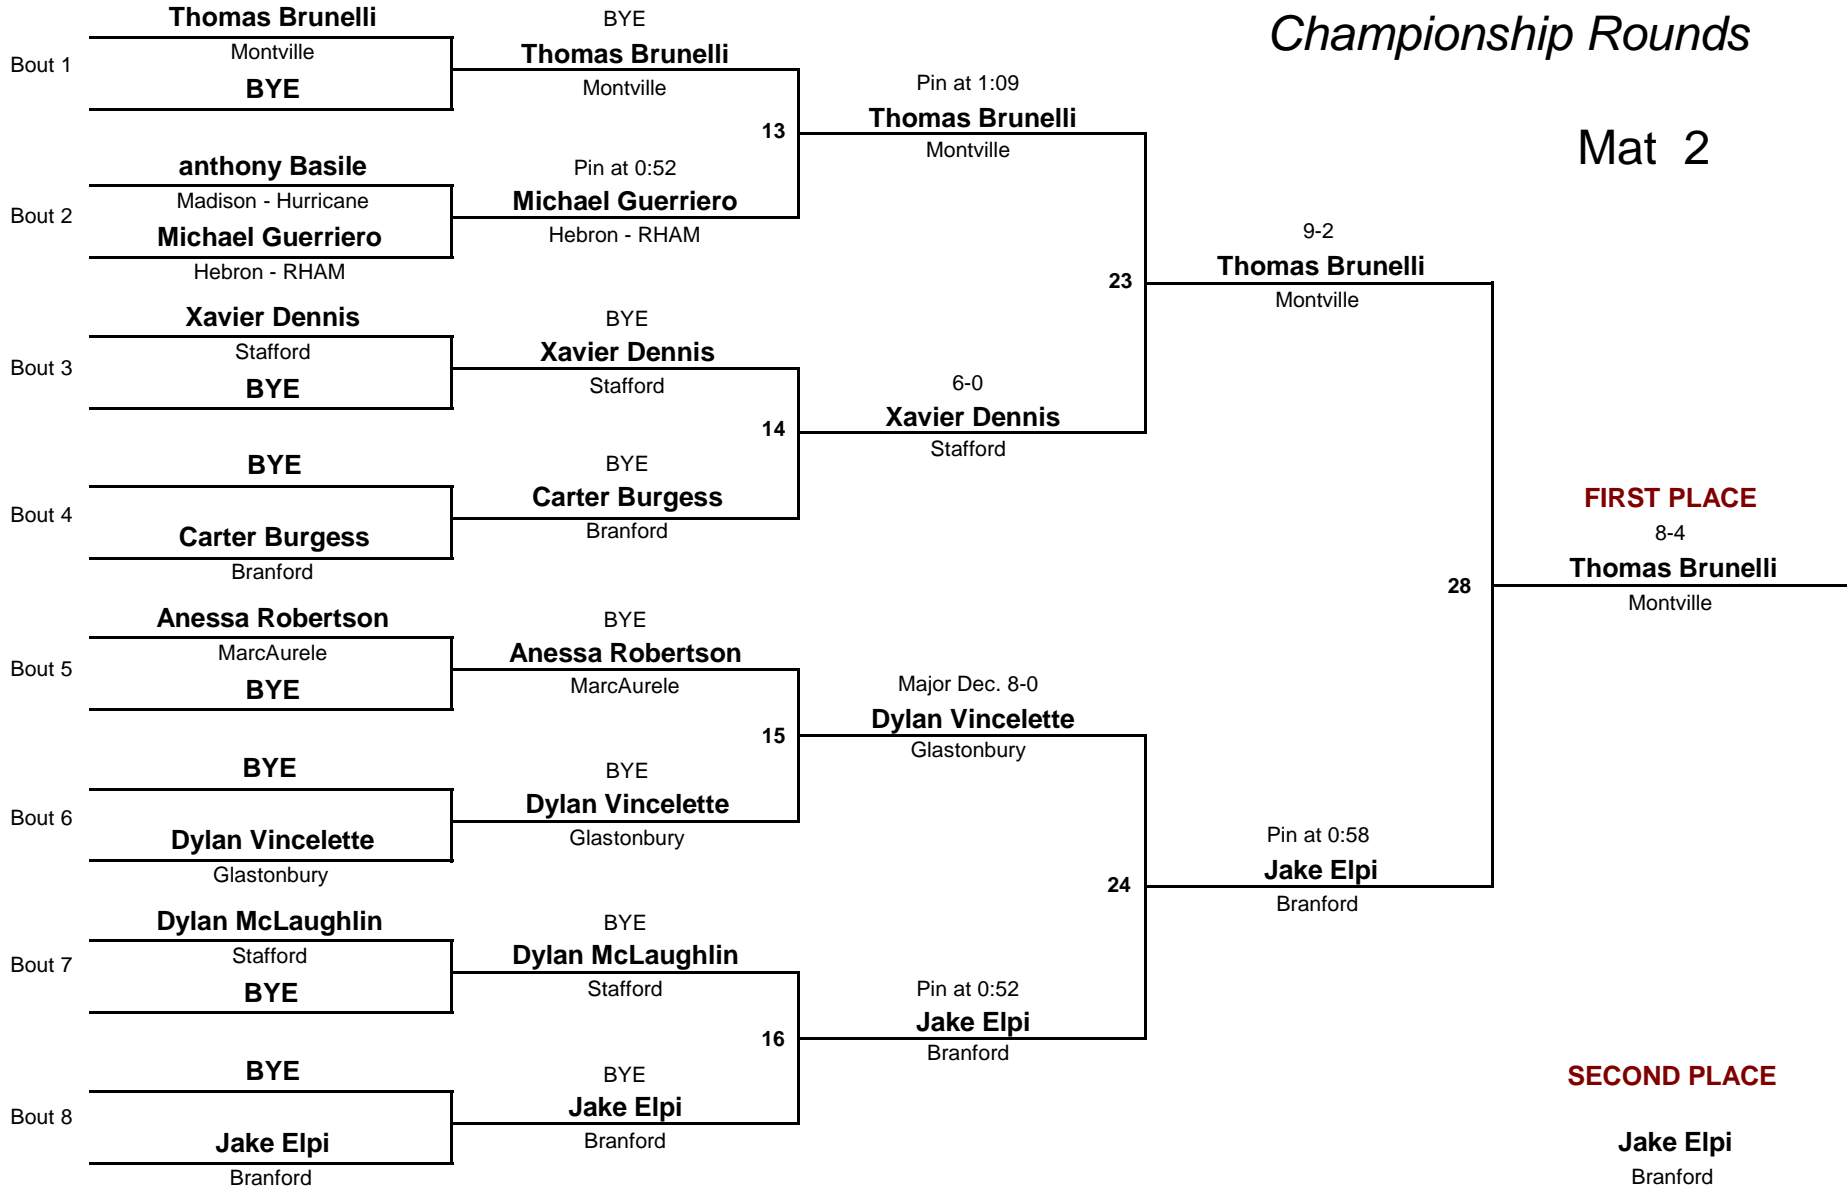 Championship Rounds
Mat 2
Bout 1
Thomas Brunelli
Montville
BYE
Bout 2
anthony Basile
Madison - Hurricane
Michael Guerriero
Hebron - RHAM
Bout 3
Xavier Dennis
Stafford
BYE
Bout 4
BYE
Carter Burgess
Branford
Bout 5
Anessa Robertson
MarcAurele
BYE
Bout 6
BYE
Dylan Vincelette
Glastonbury
Bout 7
Dylan McLaughlin
Stafford
BYE
Bout 8
BYE
Jake Elpi
Branford
BYE
Thomas Brunelli
Montville
13
Pin at 0:52
Michael Guerriero
Hebron - RHAM
BYE
Xavier Dennis
Stafford
14
BYE
Carter Burgess
Branford
BYE
Anessa Robertson
MarcAurele
15
BYE
Dylan Vincelette
Glastonbury
BYE
Dylan McLaughlin
Stafford
16
BYE
Jake Elpi
Branford
Pin at 1:09
Thomas Brunelli
Montville
23
6-0
Xavier Dennis
Stafford
Major Dec. 8-0
Dylan Vincelette
Glastonbury
24
Pin at 0:52
Jake Elpi
Branford
9-2
Thomas Brunelli
Montville
28
Pin at 0:58
Jake Elpi
Branford
FIRST PLACE
8-4
Thomas Brunelli
Montville
SECOND PLACE
Jake Elpi
Branford